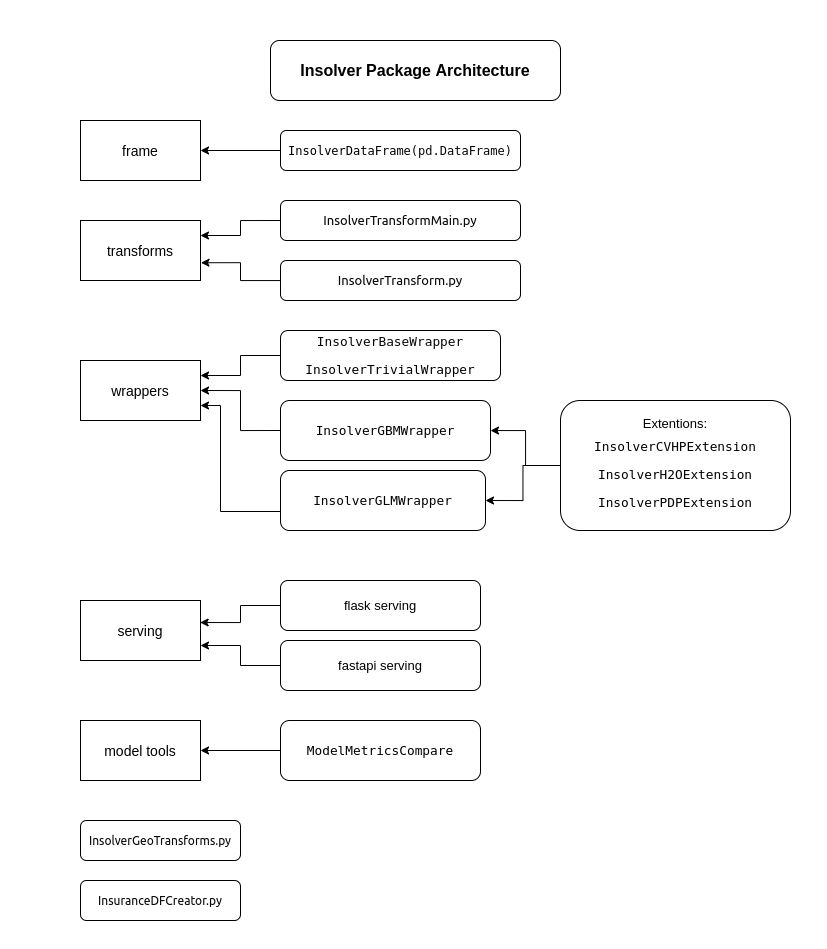 Insolver Package Architecture
frame
InsolverDataFrame(pd.DataFrame)
transforms
InsolverTransformMain.py
InsolverTransform.py
wrappers
InsolverBaseWrapper
InsolverTrivialWrapper
InsolverGBMWrapper
InsolverGLMWrapper
Extentions:
InsolverCVHPExtension
InsolverH2OExtension
InsolverPDPExtension
serving
flask serving
fastapi serving
model tools
ModelMetricsCompare
InsolverGeoTransforms.py
InsuranceDFCreator.py